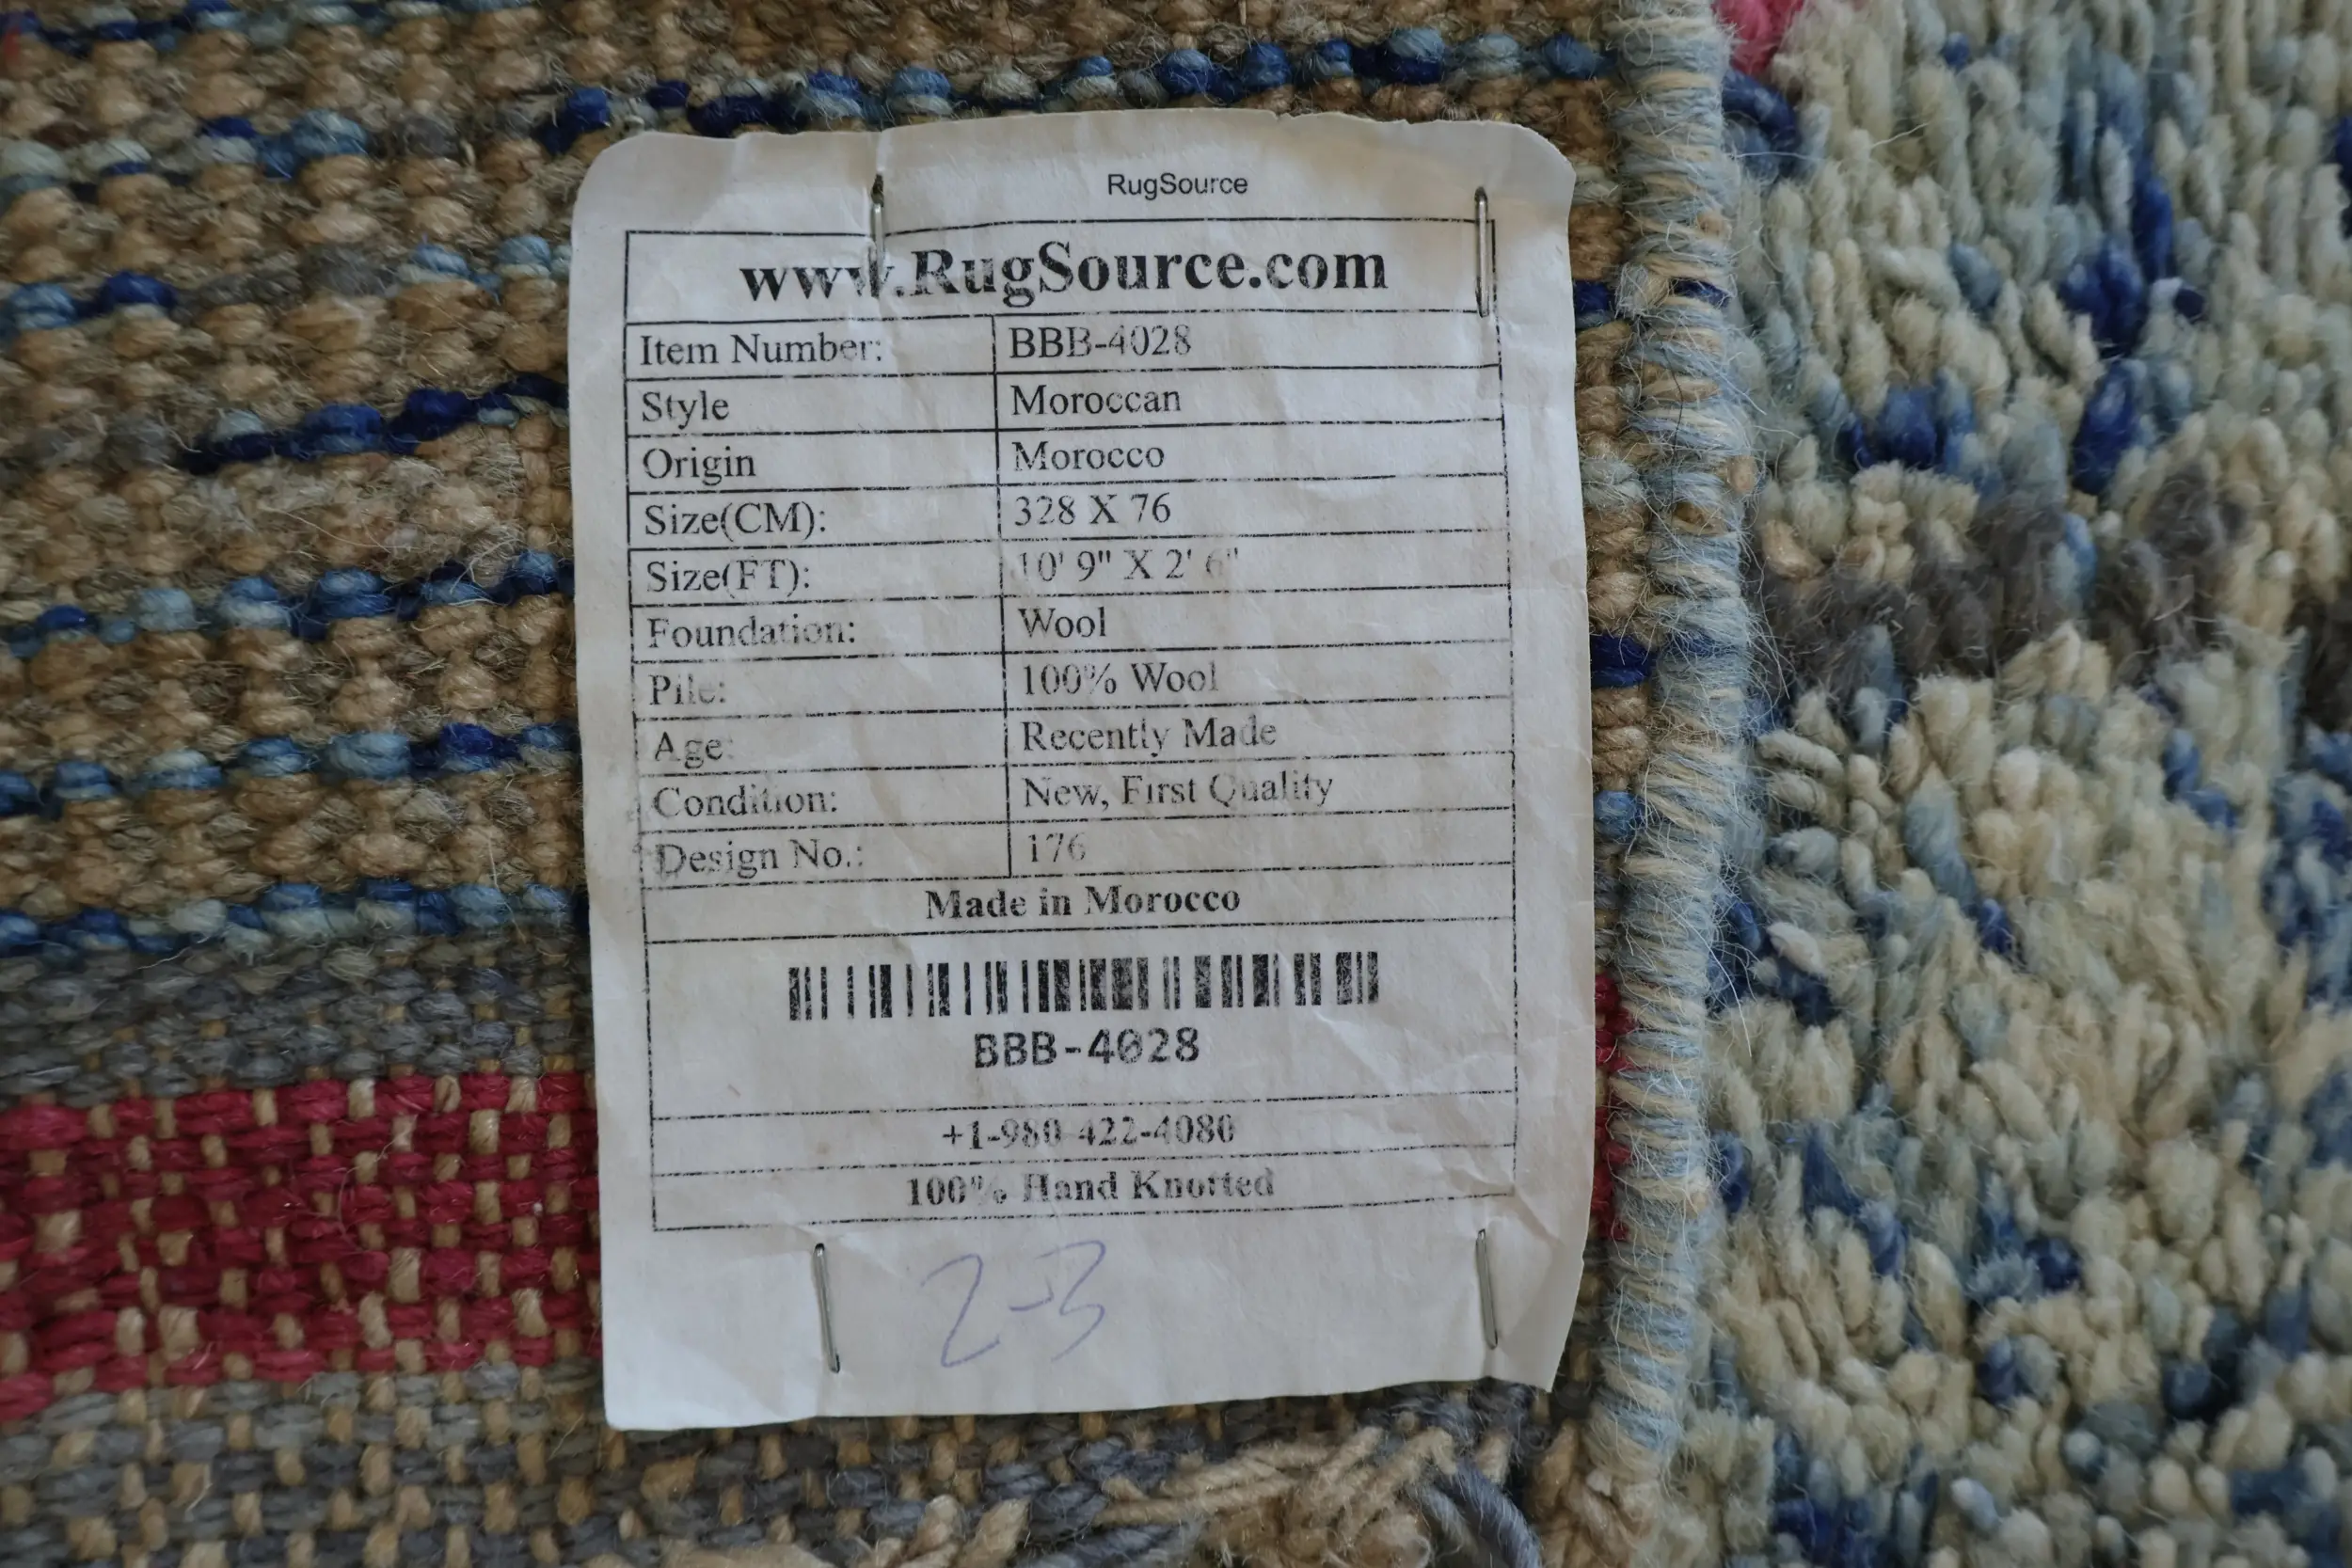 RugSource
www.RugSource.com
Item Number: BBB-4028
Style Moroccan
Origin Morocco
Size(CM): 328 X 76
Size(FT): 10' 9" X 2' 6"
Foundation: Wool
Pile: 100% Wool
Age: Recently Made
Condition: New, First Quality
Design No.: 176
Made in Morocco
BBB-4028
+1-980-422-4080
100% Hand Knotted
2-3